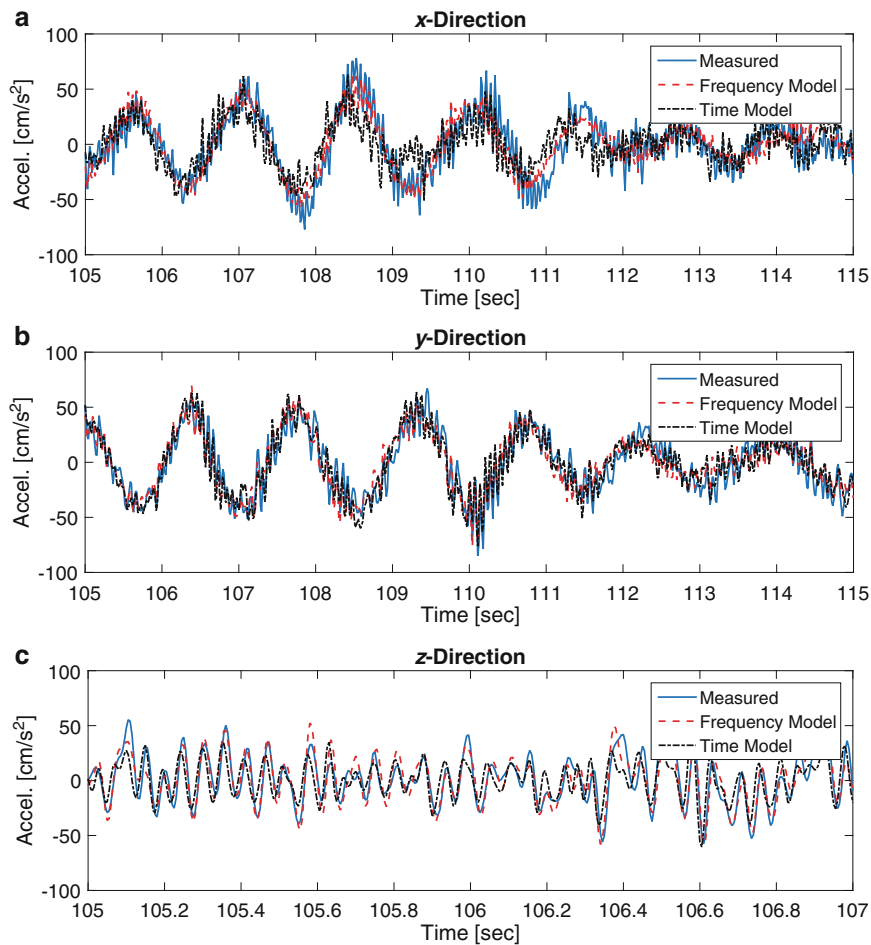 a
x-Direction
100
50
0
-50
-100
Accel. [cm/s²]
Measured
Frequency Model
Time Model
105 106 107 108 109 110 111 112 113 114 115
Time [sec]
b
y-Direction
100
50
0
-50
-100
Accel. [cm/s²]
Measured
Frequency Model
Time Model
105 106 107 108 109 110 111 112 113 114 115
Time [sec]
c
z-Direction
100
50
0
-50
-100
Accel. [cm/s²]
Measured
Frequency Model
Time Model
105 105.2 105.4 105.6 105.8 106 106.2 106.4 106.6 106.8 107
Time [sec]